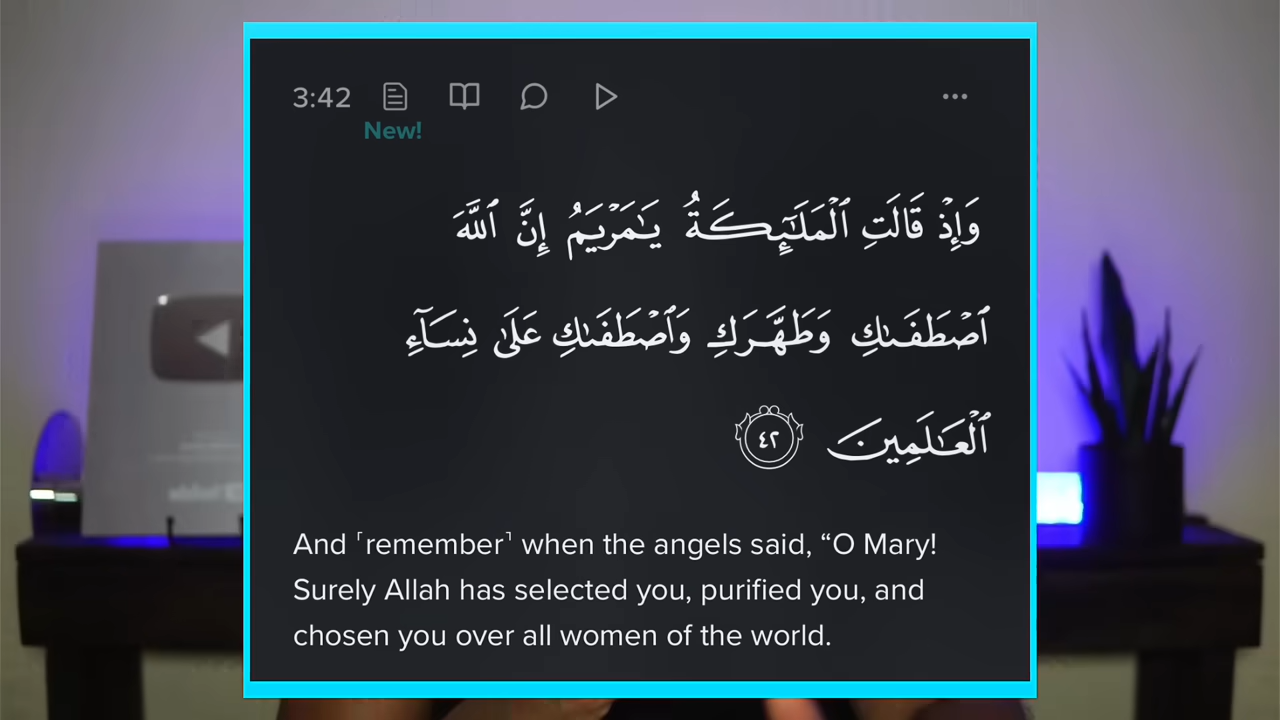 3:42
New!
وَإِذْ قَالَتِ ٱلْمَلَـٰٓئِكَةُ يَـٰمَرْيَمُ إِنَّ ٱللَّهَ
ٱصْطَفَىٰكِ وَطَهَّرَكِ وَٱصْطَفَىٰكِ عَلَىٰ نِسَآءِ
ٱلْعَـٰلَمِينَ ٤٢
And ⸢remember⸣ when the angels said, “O Mary!
Surely Allah has selected you, purified you, and
chosen you over all women of the world.